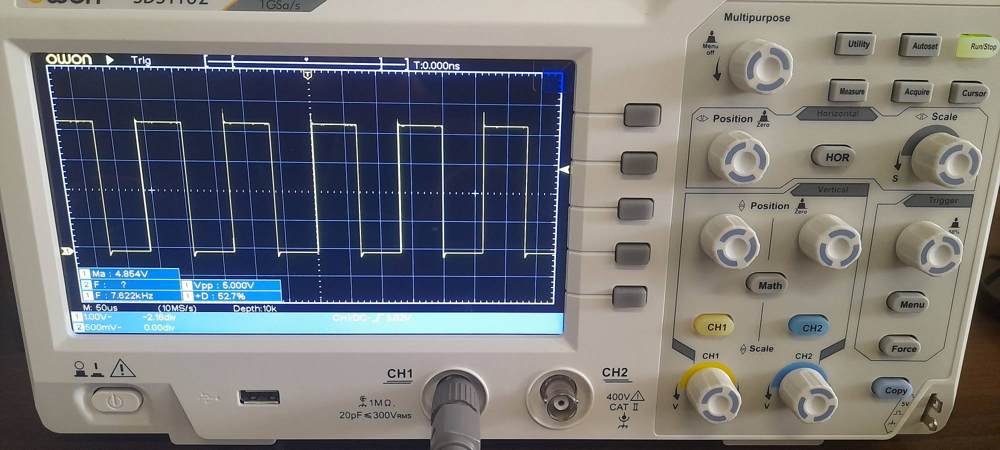 owon SDS1102
1GSa/s
owon Trig T:0.000ns
T
1
1 Ma : 4.854V
2 F : ?
1 Vpp : 5.000V
1 F : 7.622kHz
1 +D : 52.7%
M: 50us (10MS/s) Depth:10k
1 1.00V- -2.16div CH1:DC- 3.02V
2 500mV- 0.00div
Multipurpose
Menu
off
Utility
Autoset
Run/Stop
Measure
Acquire
Cursor
Horizontal
Position
Zero
Scale
HOR
S
Vertical
Position
Zero
Trigger
50%
Math
Menu
CH1
CH2
Scale
Force
CH1
CH2
V
V
Copy
5V
CH1
1MΩ,
20pF≤300VRMS
CH2
400V
CAT II